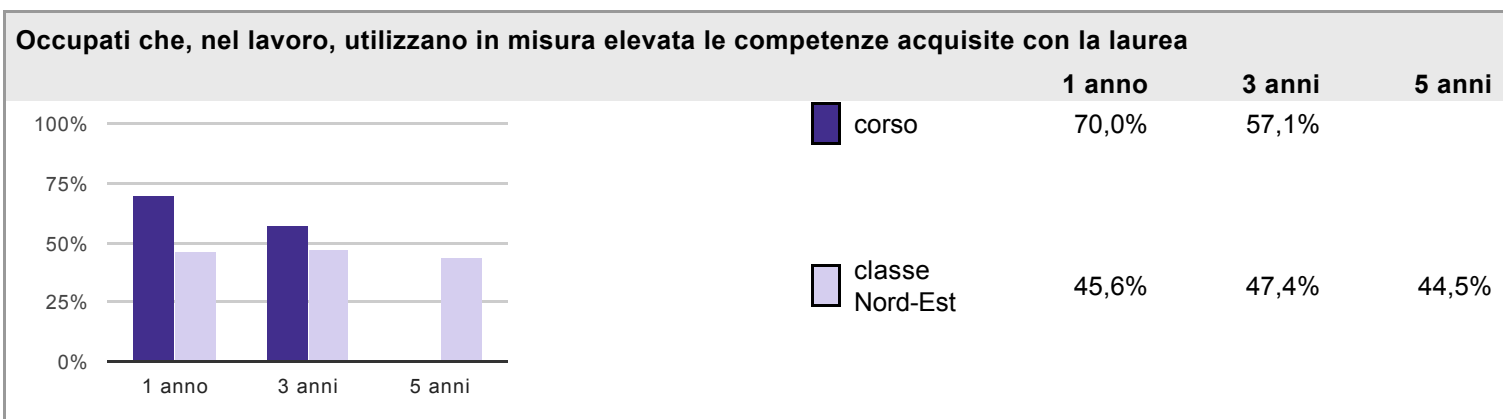 Occupati che, nel lavoro, utilizzano in misura elevata le competenze acquisite con la laurea
1 anno 3 anni 5 anni
100%
75%
50%
25%
0%
1 anno 3 anni 5 anni
corso 70,0% 57,1%
classe
Nord-Est 45,6% 47,4% 44,5%